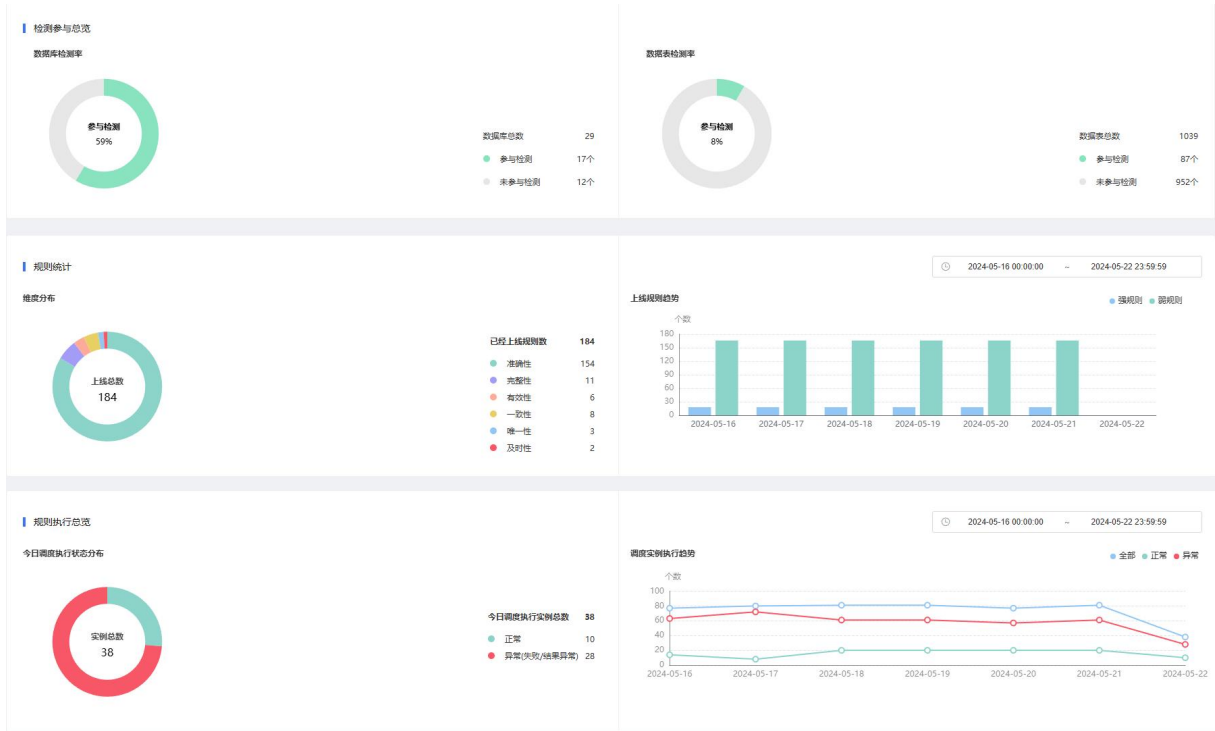 检测参与总览
数据库检测率
参与检测
59%
数据库总数 29
参与检测 17个
未参与检测 12个
数据表检测率
参与检测
8%
数据表总数 1039
参与检测 87个
未参与检测 952个
规则统计
维度分布
上线总数
184
已经上线规则数 184
准确性 154
完整性 11
有效性 6
一致性 8
唯一性 3
及时性 2
2024-05-16 00:00:00 ~ 2024-05-22 23:59:59
上线规则趋势
强规则 弱规则
个数
180
150
120
90
60
30
0
2024-05-16 2024-05-17 2024-05-18 2024-05-19 2024-05-20 2024-05-21 2024-05-22
规则执行总览
今日调度执行状态分布
实例总数
38
今日调度执行实例总数 38
正常 10
异常(失败/结果异常) 28
2024-05-16 00:00:00 ~ 2024-05-22 23:59:59
调度实例执行趋势
全部 正常 异常
个数
100
80
60
40
20
0
2024-05-16 2024-05-17 2024-05-18 2024-05-19 2024-05-20 2024-05-21 2024-05-22